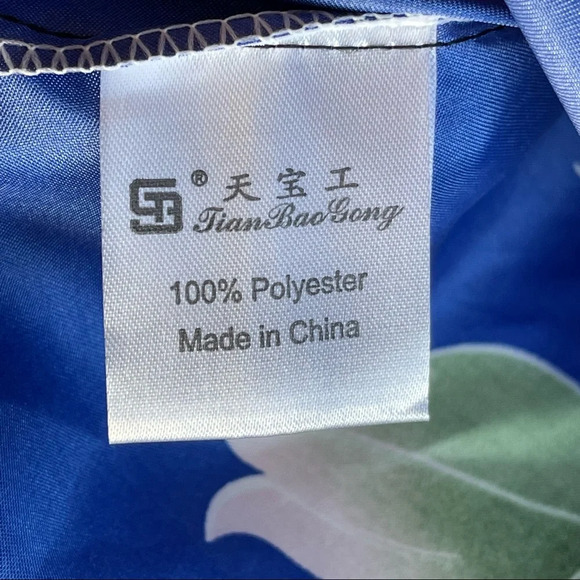 ® 天宝工
TianBaoGong
100% Polyester
Made in China